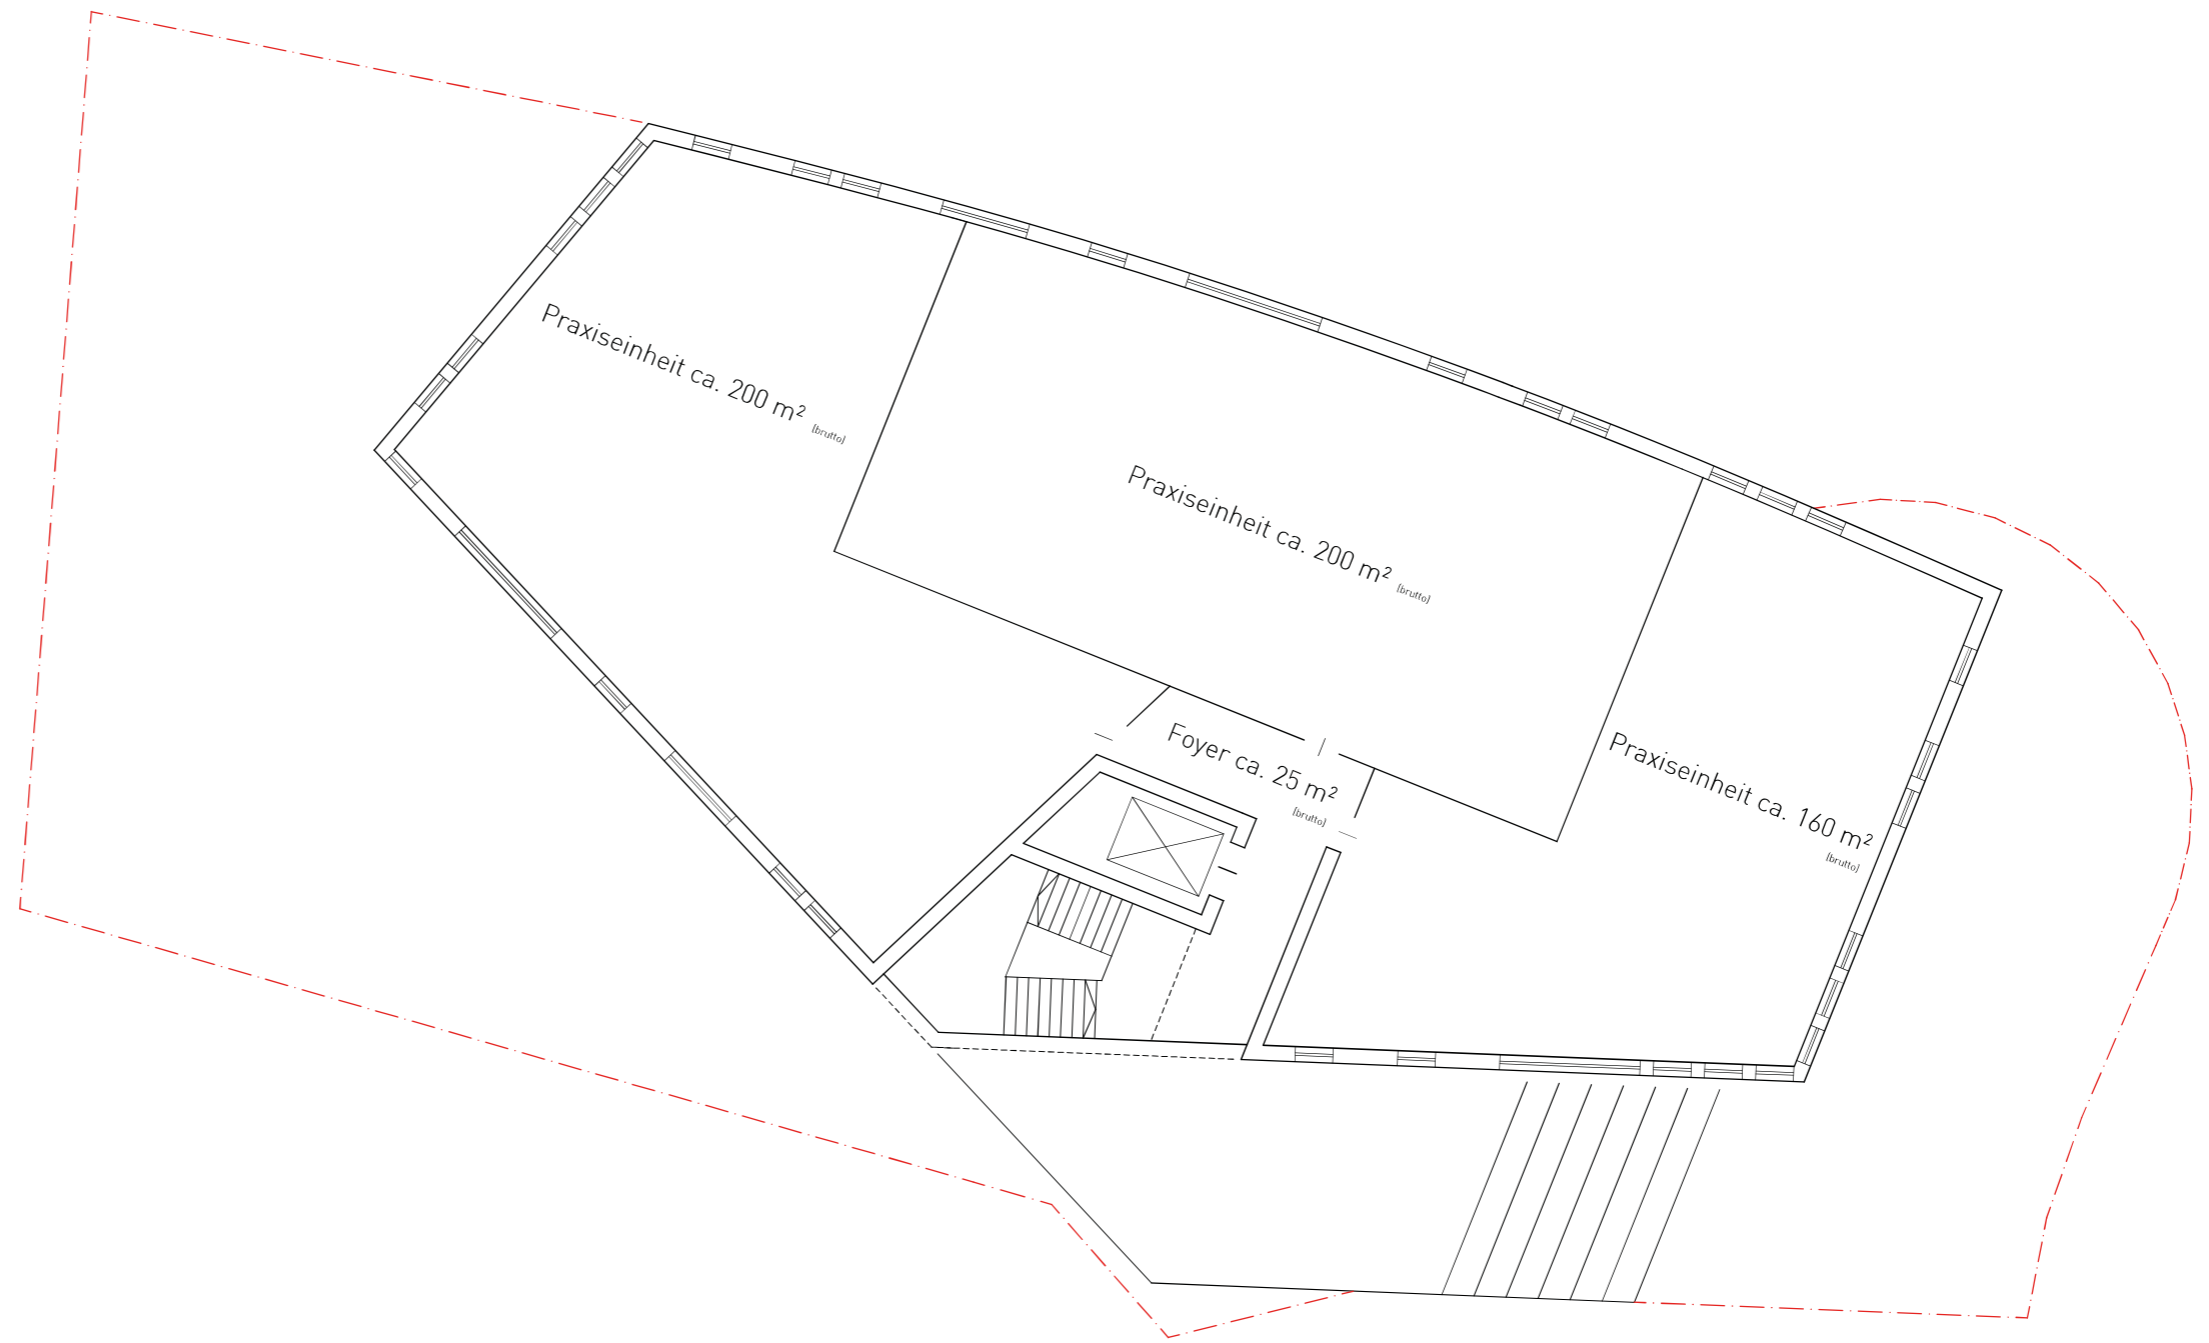 Praxiseinheit ca. 200 m²
(brutto)
Praxiseinheit ca. 200 m²
(brutto)
Foyer ca. 25 m²
(brutto)
Praxiseinheit ca. 160 m²
(brutto)